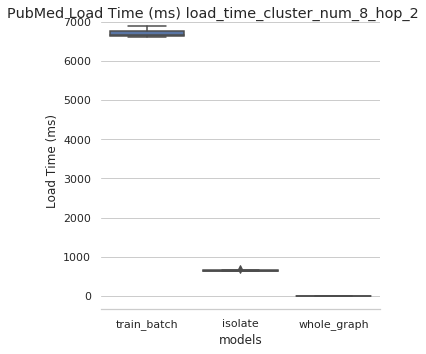 PubMed Load Time (ms) load_time_cluster_num_8_hop_2
7000
6000
5000
4000
3000
2000
1000
0
Load Time (ms)
train_batch isolate whole_graph
models